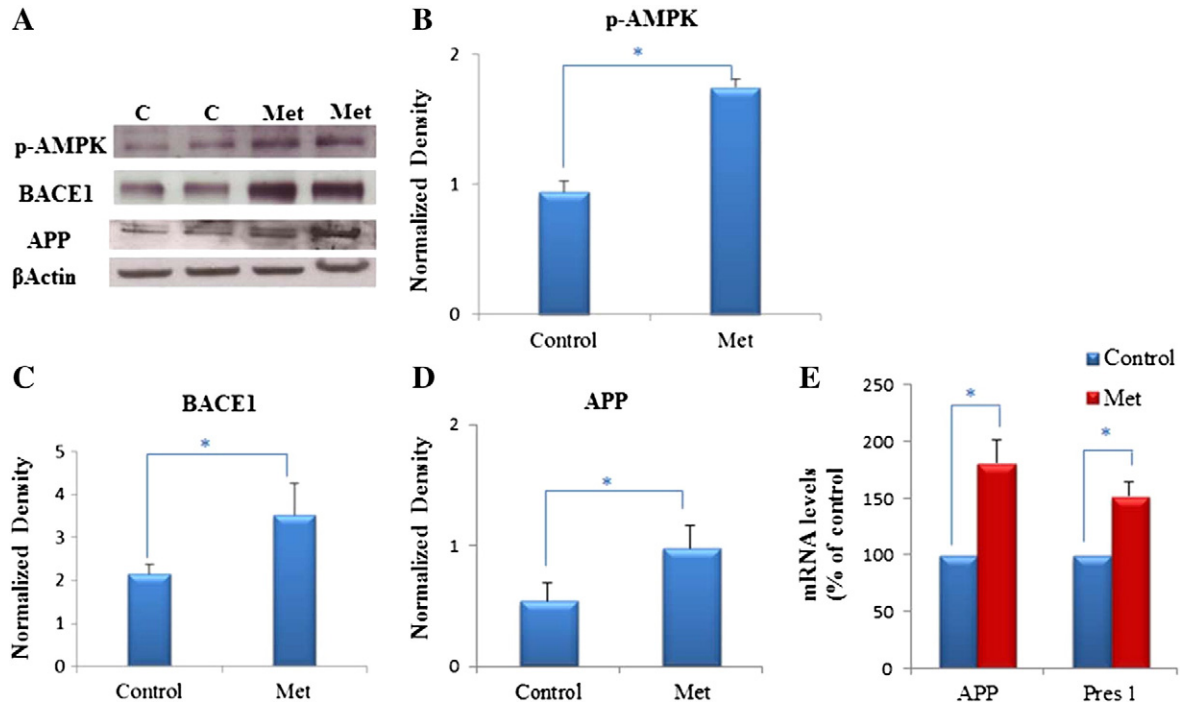 A
C C Met Met
p-AMPK
BACE1
APP
βActin
B
p-AMPK
*
Normalized Density
2
1
0
Control Met
C
BACE1
*
Normalized Density
5
4
3
2
1
0
Control Met
D
APP
*
Normalized Density
2
1
0
Control Met
E
Control
Met
* *
mRNA levels
(% of control
250
200
150
100
50
0
APP Pres 1